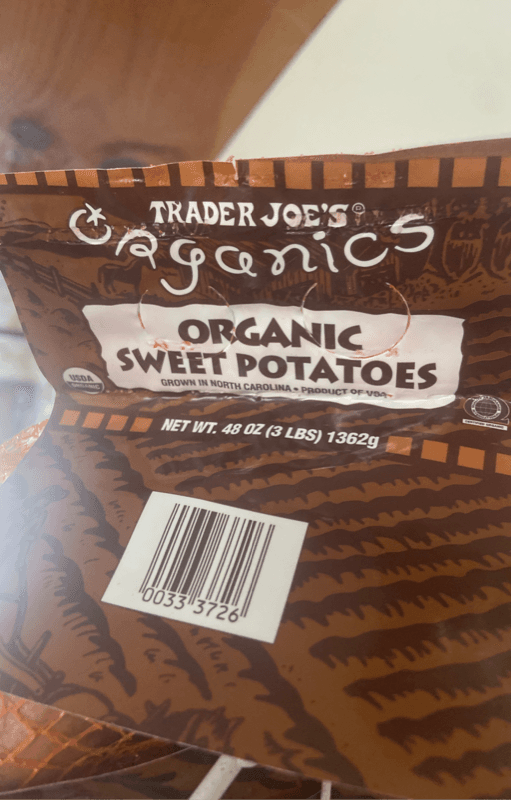 TRADER JOE'S
ORGANICS
ORGANIC
SWEET POTATOES
GROWN IN NORTH CAROLINA • PRODUCT OF USA
USDA
ORGANIC
NET WT. 48 OZ (3 LBS) 1362g
0033 3726